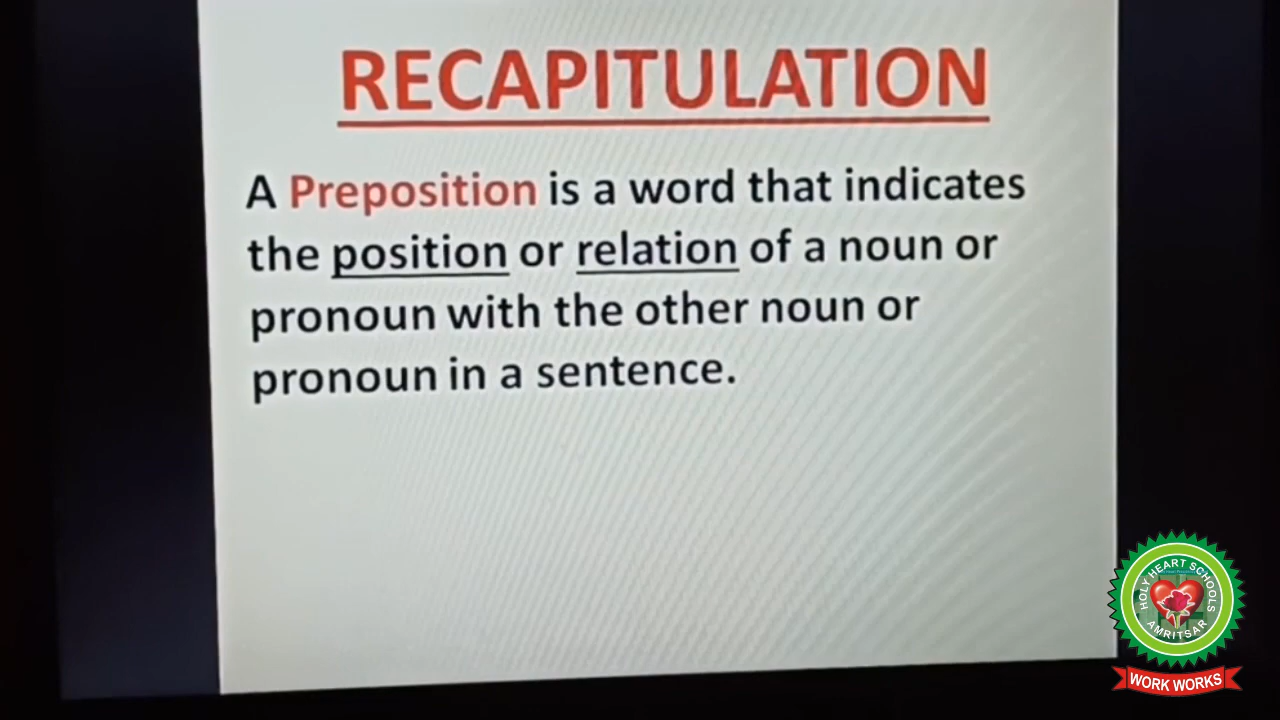 RECAPITULATION
A Preposition is a word that indicates
the position or relation of a noun or
pronoun with the other noun or
pronoun in a sentence.
HOLY HEART SCHOOLS
AMRITSAR
WORK WORKS